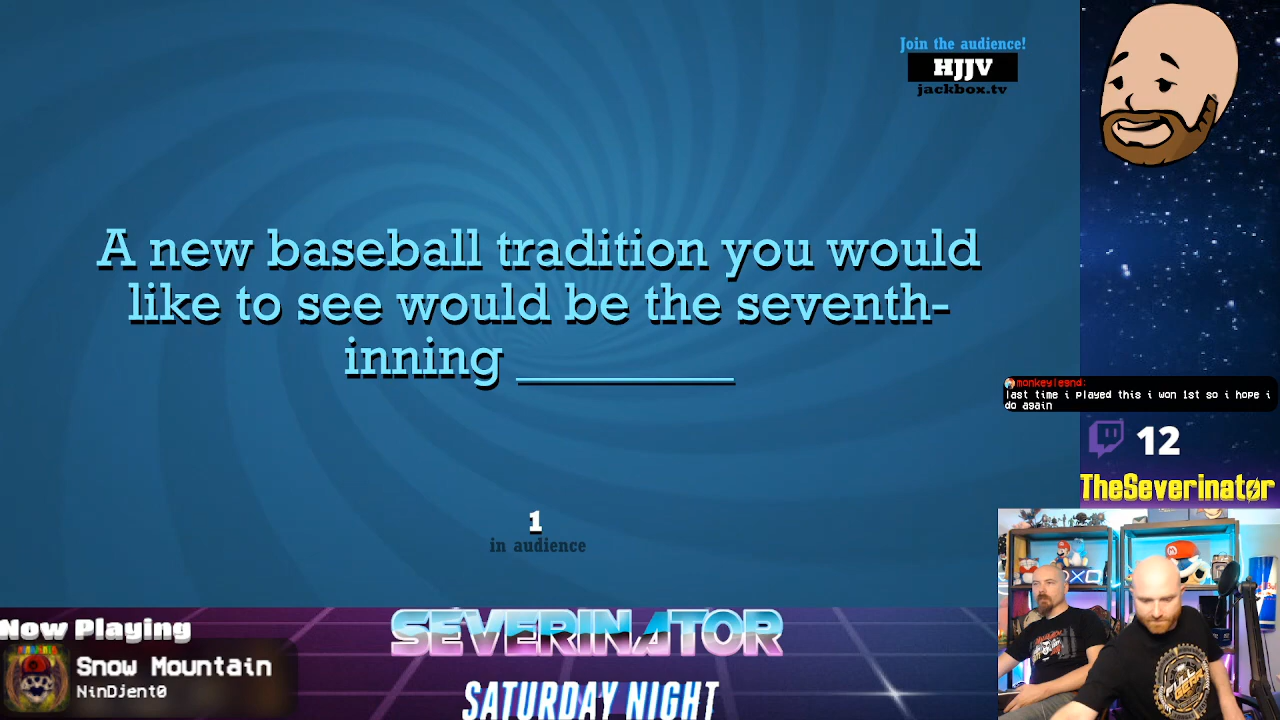 Join the audience!
HJJV
jackbox.tv
A new baseball tradition you would
like to see would be the seventh-
inning ________
monkeylegnd:
last time i played this i won 1st so i hope i
do again
12
TheSeverinator
1
in audience
Now Playing
Snow Mountain
NinDjent0
SEVERINATOR
SATURDAY NIGHT